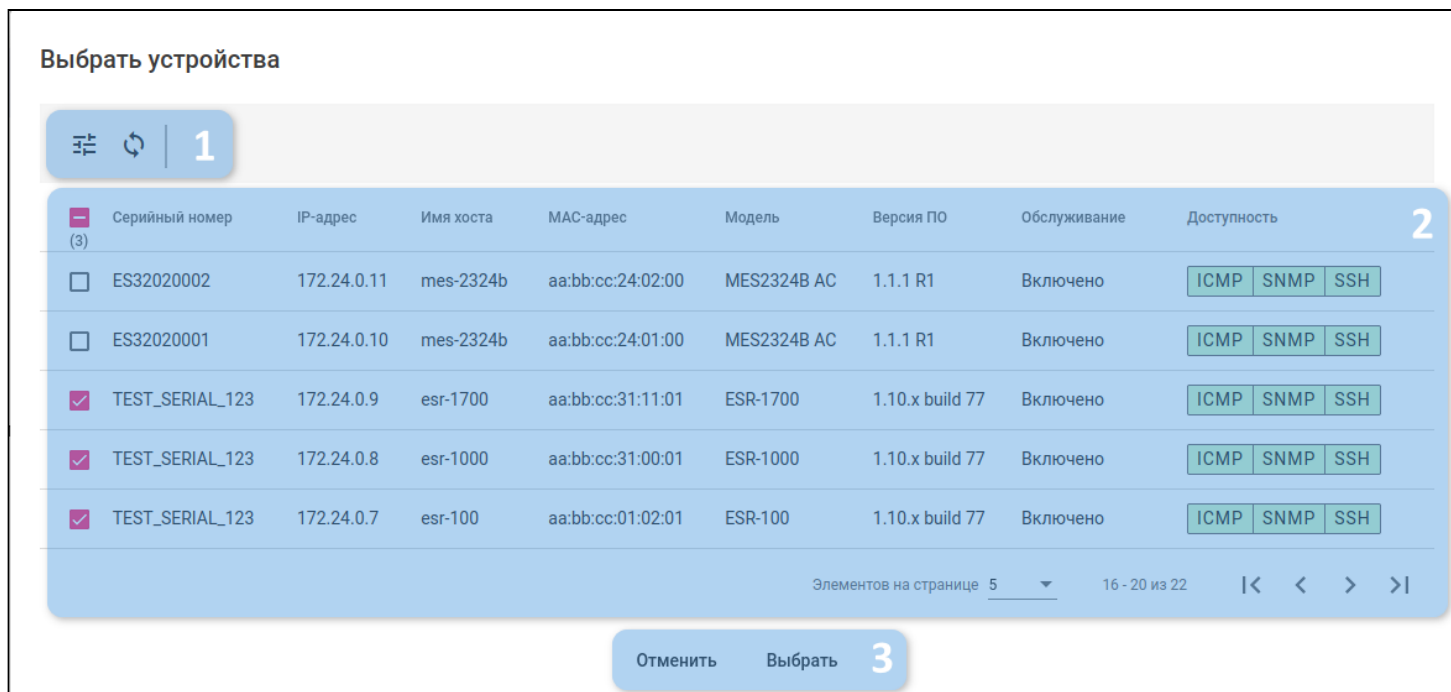 Выбрать устройства
1
Серийный номер IP-адрес Имя хоста MAC-адрес Модель Версия ПО Обслуживание Доступность 2
(3)
ES32020002 172.24.0.11 mes-2324b aa:bb:cc:24:02:00 MES2324B AC 1.1.1 R1 Включено ICMP SNMP SSH
ES32020001 172.24.0.10 mes-2324b aa:bb:cc:24:01:00 MES2324B AC 1.1.1 R1 Включено ICMP SNMP SSH
TEST_SERIAL_123 172.24.0.9 esr-1700 aa:bb:cc:31:11:01 ESR-1700 1.10.x build 77 Включено ICMP SNMP SSH
TEST_SERIAL_123 172.24.0.8 esr-1000 aa:bb:cc:31:00:01 ESR-1000 1.10.x build 77 Включено ICMP SNMP SSH
TEST_SERIAL_123 172.24.0.7 esr-100 aa:bb:cc:01:02:01 ESR-100 1.10.x build 77 Включено ICMP SNMP SSH
Элементов на странице 5 16 - 20 из 22
Отменить Выбрать 3